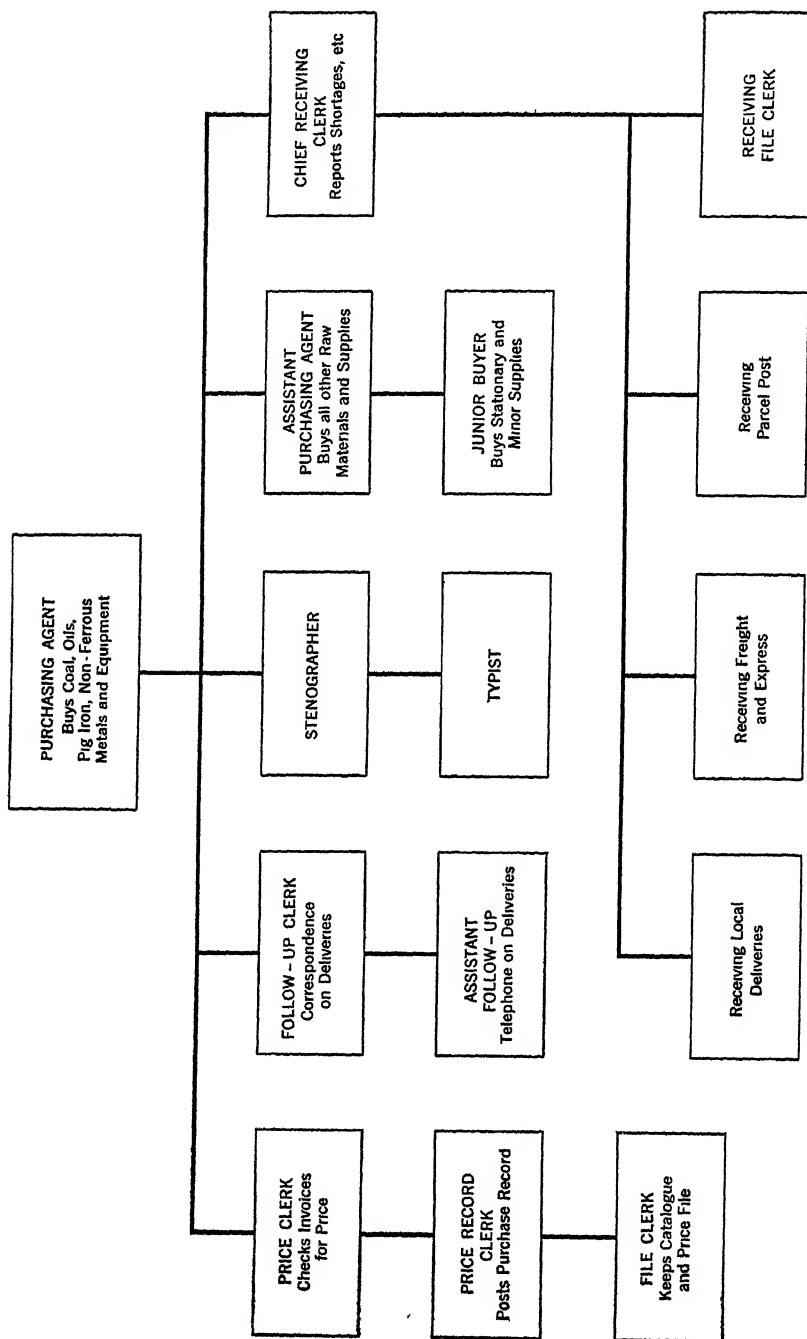 PURCHASING AGENT
Buys Coal, Oils,
Pig Iron, Non-Ferrous
Metals and Equipment
PRICE CLERK
Checks Invoices
for Price
FOLLOW-UP CLERK
Correspondence
on Deliveries
STENOGRAPHER
ASSISTANT
PURCHASING AGENT
Buys all other Raw
Materials and Supplies
CHIEF RECEIVING
CLERK
Reports Shortages, etc
PRICE RECORD
CLERK
Posts Purchase Record
ASSISTANT
FOLLOW-UP
Telephone on Deliveries
TYPIST
JUNIOR BUYER
Buys Stationary and
Minor Supplies
FILE CLERK
Keeps Catalogue
and Price File
Receiving Local
Deliveries
Receiving Freight
and Express
Receiving
Parcel Post
RECEIVING
FILE CLERK